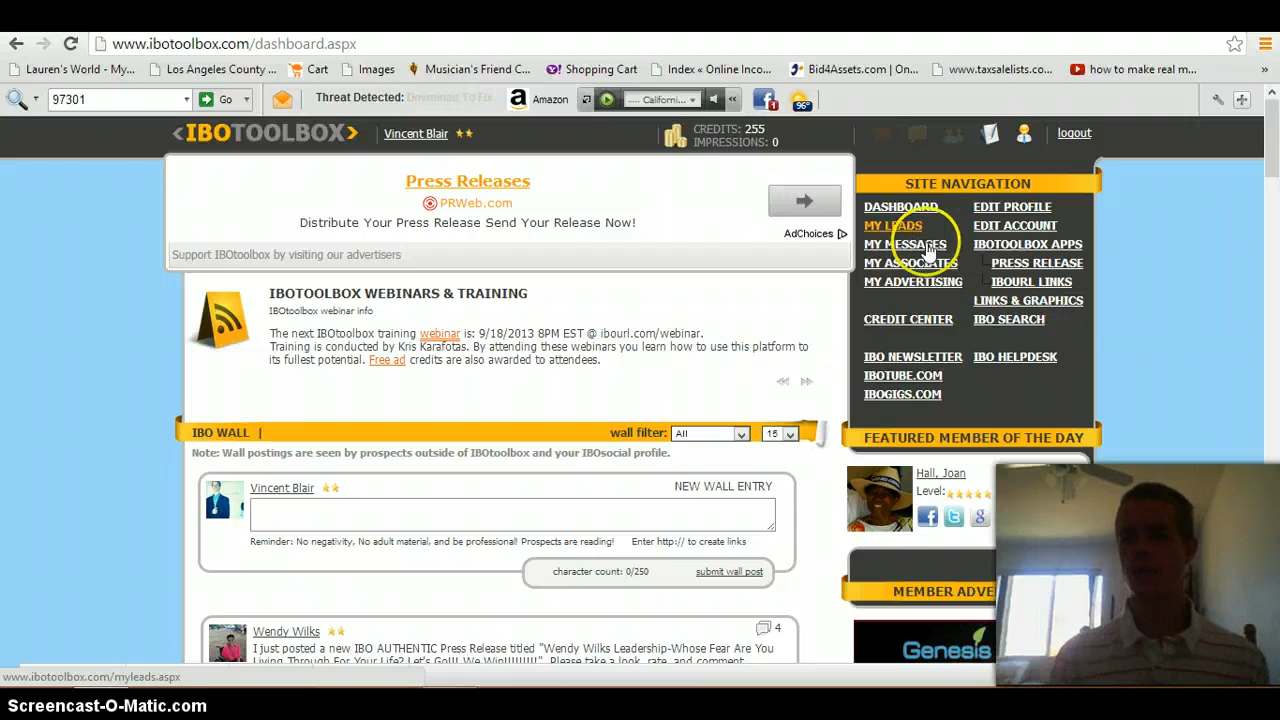 www.ibotoolbox.com/dashboard.aspx
Lauren's World - My...
Los Angeles County ...
Cart
Images
Musician's Friend C...
Shopping Cart
Index « Online Inco...
Bid4Assets.com | On...
www.taxsalelists.co...
how to make real m...
»
97301
Go
Threat Detected: Download To Fix
Amazon
.... Californi....
1
96°
<IBOTOOLBOX>
Vincent Blair
CREDITS: 255
IMPRESSIONS: 0
logout
Press Releases
PRWeb.com
Distribute Your Press Release Send Your Release Now!
AdChoices
Support IBOtoolbox by visiting our advertisers
SITE NAVIGATION
DASHBOARD
EDIT PROFILE
MY LEADS
EDIT ACCOUNT
MY MESSAGES
IBOTOOLBOX APPS
MY ASSOCIATES
PRESS RELEASE
MY ADVERTISING
IBOURL LINKS
LINKS & GRAPHICS
CREDIT CENTER
IBO SEARCH
IBO NEWSLETTER
IBO HELPDESK
IBOTUBE.COM
IBOGIGS.COM
IBOTOOLBOX WEBINARS & TRAINING
IBOtoolbox webinar info
The next IBOtoolbox training webinar is: 9/18/2013 8PM EST @ ibourl.com/webinar.
Training is conducted by Kris Karafotas. By attending these webinars you learn how to use this platform to
its fullest potential. Free ad credits are also awarded to attendees.
IBO WALL |
wall filter:
All
15
Note: Wall postings are seen by prospects outside of IBOtoolbox and your IBOsocial profile.
Vincent Blair
NEW WALL ENTRY
Reminder: No negativity, No adult material, and be professional! Prospects are reading!
Enter http:// to create links
character count: 0/250
submit wall post
Wendy Wilks
4
I just posted a new IBO AUTHENTIC Press Release titled "Wendy Wilks Leadership-Whose Fear Are You
Living Through For Your Life? Let's Go!!! We Win!!!!!!!!!!" Please take a look, rate, and comment.
FEATURED MEMBER OF THE DAY
Hall, Joan
Level:
MEMBER ADVE
Genesis
www.ibotoolbox.com/myleads.aspx
Screencast-O-Matic.com